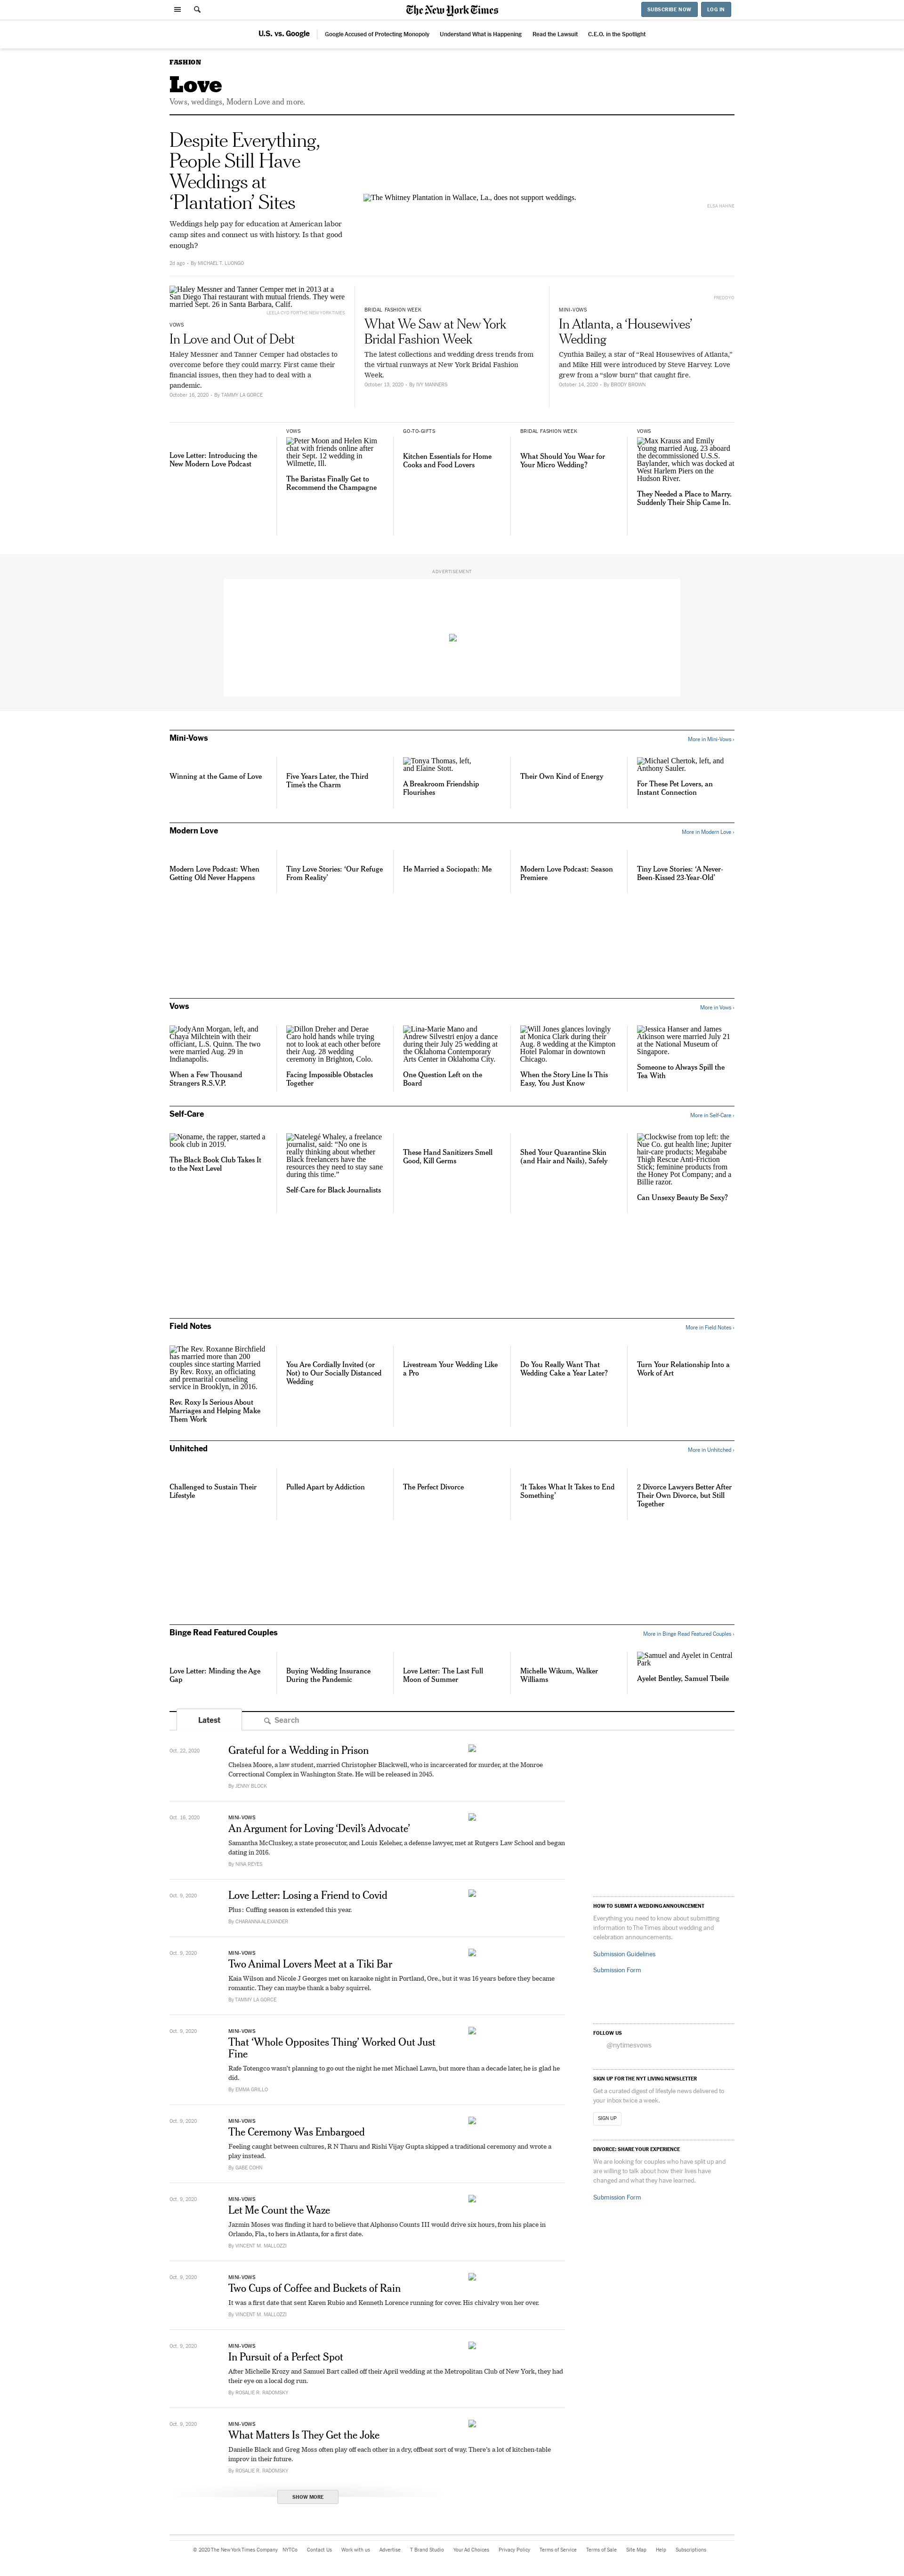 The New York Times
SUBSCRIBE NOW
LOG IN
U.S. vs. Google
Google Accused of Protecting Monopoly
Understand What is Happening
Read the Lawsuit
C.E.O. in the Spotlight
FASHION
Love
Vows, weddings, Modern Love and more.
Despite Everything,
People Still Have
Weddings at
‘Plantation’ Sites
Weddings help pay for education at American labor
camp sites and connect us with history. Is that good
enough?
2d ago · By MICHAEL T. LUONGO
The Whitney Plantation in Wallace, La., does not support weddings.
Haley Messner and Tanner Cemper met in 2013 at a
San Diego Thai restaurant with mutual friends. They were
married Sept. 26 in Santa Barbara, Calif.
LEELA CYD FOR THE NEW YORK TIMES
VOWS
In Love and Out of Debt
Haley Messner and Tanner Cemper had obstacles to
overcome before they could marry. First came their
financial issues, then they had to deal with a
pandemic.
October 16, 2020 · By TAMMY LA GORCE
BRIDAL FASHION WEEK
What We Saw at New York
Bridal Fashion Week
The latest collections and wedding dress trends from
the virtual runways at New York Bridal Fashion
Week.
October 13, 2020 · By IVY MANNERS
MINI-VOWS
In Atlanta, a ‘Housewives’
Wedding
Cynthia Bailey, a star of “Real Housewives of Atlanta,”
and Mike Hill were introduced by Steve Harvey. Love
grew from a “slow burn” that caught fire.
October 14, 2020 · By BRODY BROWN
Love Letter: Introducing the
New Modern Love Podcast
VOWS
Peter Moon and Helen Kim
chat with friends online after
their Sept. 12 wedding in
Wilmette, Ill.
The Baristas Finally Get to
Recommend the Champagne
GO-TO-GIFTS
Kitchen Essentials for Home
Cooks and Food Lovers
BRIDAL FASHION WEEK
What Should You Wear for
Your Micro Wedding?
VOWS
Max Krauss and Emily
Young married Aug. 23 aboard
the decommissioned U.S.S.
Baylander, which was docked at
West Harlem Piers on the
Hudson River.
They Needed a Place to Marry.
Suddenly Their Ship Came In.
ADVERTISEMENT
Mini-Vows
More in Mini-Vows ›
Winning at the Game of Love
Five Years Later, the Third
Time’s the Charm
Tonya Thomas, left,
and Elaine Stott.
A Breakroom Friendship
Flourishes
Their Own Kind of Energy
Michael Chertok, left, and
Anthony Sauler.
For These Pet Lovers, an
Instant Connection
Modern Love
More in Modern Love ›
Modern Love Podcast: When
Getting Old Never Happens
Tiny Love Stories: ‘Our Refuge
From Reality’
He Married a Sociopath: Me
Modern Love Podcast: Season
Premiere
Tiny Love Stories: ‘A Never-
Been-Kissed 23-Year-Old’
Vows
More in Vows ›
JodyAnn Morgan, left, and
Chaya Milchtein with their
officiant, L.S. Quinn. The two
were married Aug. 29 in
Indianapolis.
When a Few Thousand
Strangers R.S.V.P.
Dillon Dreher and Derae
Caro hold hands while trying
not to look at each other before
their Aug. 28 wedding
ceremony in Brighton, Colo.
Facing Impossible Obstacles
Together
Lina-Marie Mano and
Andrew Silvestri enjoy a dance
during their July 25 wedding at
the Oklahoma Contemporary
Arts Center in Oklahoma City.
One Question Left on the
Board
Will Jones glances lovingly
at Monica Clark during their
Aug. 8 wedding at the Kimpton
Hotel Palomar in downtown
Chicago.
When the Story Line Is This
Easy, You Just Know
Jessica Hanser and James
Atkinson were married July 21
at the National Museum of
Singapore.
Someone to Always Spill the
Tea With
Self-Care
More in Self-Care ›
Noname, the rapper, started a
book club in 2019.
The Black Book Club Takes It
to the Next Level
Natelegé Whaley, a freelance
journalist, said: “No one is
really thinking about whether
Black freelancers have the
resources they need to stay sane
during this time.”
Self-Care for Black Journalists
These Hand Sanitizers Smell
Good, Kill Germs
Shed Your Quarantine Skin
(and Hair and Nails), Safely
Clockwise from top left: the
Nue Co. gut health line; Jupiter
hair-care products; Megababe
Thigh Rescue Anti-Friction
Stick; feminine products from
the Honey Pot Company; and a
Billie razor.
Can Unsexy Beauty Be Sexy?
Field Notes
More in Field Notes ›
The Rev. Roxanne Birchfield
has married more than 200
couples since starting Married
By Rev. Roxy, an officiating
and premarital counseling
service in Brooklyn, in 2016.
Rev. Roxy Is Serious About
Marriages and Helping Make
Them Work
You Are Cordially Invited (or
Not) to Our Socially Distanced
Wedding
Livestream Your Wedding Like
a Pro
Do You Really Want That
Wedding Cake a Year Later?
Turn Your Relationship Into a
Work of Art
Unhitched
More in Unhitched ›
Challenged to Sustain Their
Lifestyle
Pulled Apart by Addiction
The Perfect Divorce
‘It Takes What It Takes to End
Something’
2 Divorce Lawyers Better After
Their Own Divorce, but Still
Together
Binge Read Featured Couples
More in Binge Read Featured Couples ›
Love Letter: Minding the Age
Gap
Buying Wedding Insurance
During the Pandemic
Love Letter: The Last Full
Moon of Summer
Michelle Wikum, Walker
Williams
Samuel and Ayelet in Central
Park
Ayelet Bentley, Samuel Tbeile
Latest
Search
Oct. 22, 2020
Grateful for a Wedding in Prison
Chelsea Moore, a law student, married Christopher Blackwell, who is incarcerated for murder, at the Monroe
Correctional Complex in Washington State. He will be released in 2045.
By JENNY BLOCK
Oct. 16, 2020
MINI-VOWS
An Argument for Loving ‘Devil’s Advocate’
Samantha McCluskey, a state prosecutor, and Louis Keleher, a defense lawyer, met at Rutgers Law School and began
dating in 2016.
By NINA REYES
Oct. 9, 2020
Love Letter: Losing a Friend to Covid
Plus: Cuffing season is extended this year.
By CHARANNA ALEXANDER
Oct. 9, 2020
MINI-VOWS
Two Animal Lovers Meet at a Tiki Bar
Kaia Wilson and Nicole J Georges met on karaoke night in Portland, Ore., but it was 16 years before they became
romantic. They can maybe thank a baby squirrel.
By TAMMY LA GORCE
Oct. 9, 2020
MINI-VOWS
That ‘Whole Opposites Thing’ Worked Out Just
Fine
Rafe Totengco wasn’t planning to go out the night he met Michael Lawn, but more than a decade later, he is glad he
did.
By EMMA GRILLO
Oct. 9, 2020
MINI-VOWS
The Ceremony Was Embargoed
Feeling caught between cultures, R N Tharu and Rishi Vijay Gupta skipped a traditional ceremony and wrote a
play instead.
By GABE COHN
Oct. 9, 2020
MINI-VOWS
Let Me Count the Waze
Jazmin Moses was finding it hard to believe that Alphonso Counts III would drive six hours, from his place in
Orlando, Fla., to hers in Atlanta, for a first date.
By VINCENT M. MALLOZZI
Oct. 9, 2020
MINI-VOWS
Two Cups of Coffee and Buckets of Rain
It was a first date that sent Karen Rubio and Kenneth Lorence running for cover. His chivalry won her over.
By VINCENT M. MALLOZZI
Oct. 9, 2020
MINI-VOWS
In Pursuit of a Perfect Spot
After Michelle Krozy and Samuel Bart called off their April wedding at the Metropolitan Club of New York, they had
their eye on a local dog run.
By ROSALIE R. RADOMSKY
Oct. 9, 2020
MINI-VOWS
What Matters Is They Get the Joke
Danielle Black and Greg Moss often play off each other in a dry, offbeat sort of way. There’s a lot of kitchen-table
improv in their future.
By ROSALIE R. RADOMSKY
SHOW MORE
HOW TO SUBMIT A WEDDING ANNOUNCEMENT
Everything you need to know about submitting
information to The Times about wedding and
celebration announcements.
Submission Guidelines
Submission Form
FOLLOW US
@nytimesvows
SIGN UP FOR THE NYT LIVING NEWSLETTER
Get a curated digest of lifestyle news delivered to
your inbox twice a week.
SIGN UP
DIVORCE: SHARE YOUR EXPERIENCE
We are looking for couples who have split up and
are willing to talk about how their lives have
changed and what they have learned.
Submission Form
© 2020 The New York Times Company
NYTCo
Contact Us
Work with us
Advertise
T Brand Studio
Your Ad Choices
Privacy Policy
Terms of Service
Terms of Sale
Site Map
Help
Subscriptions